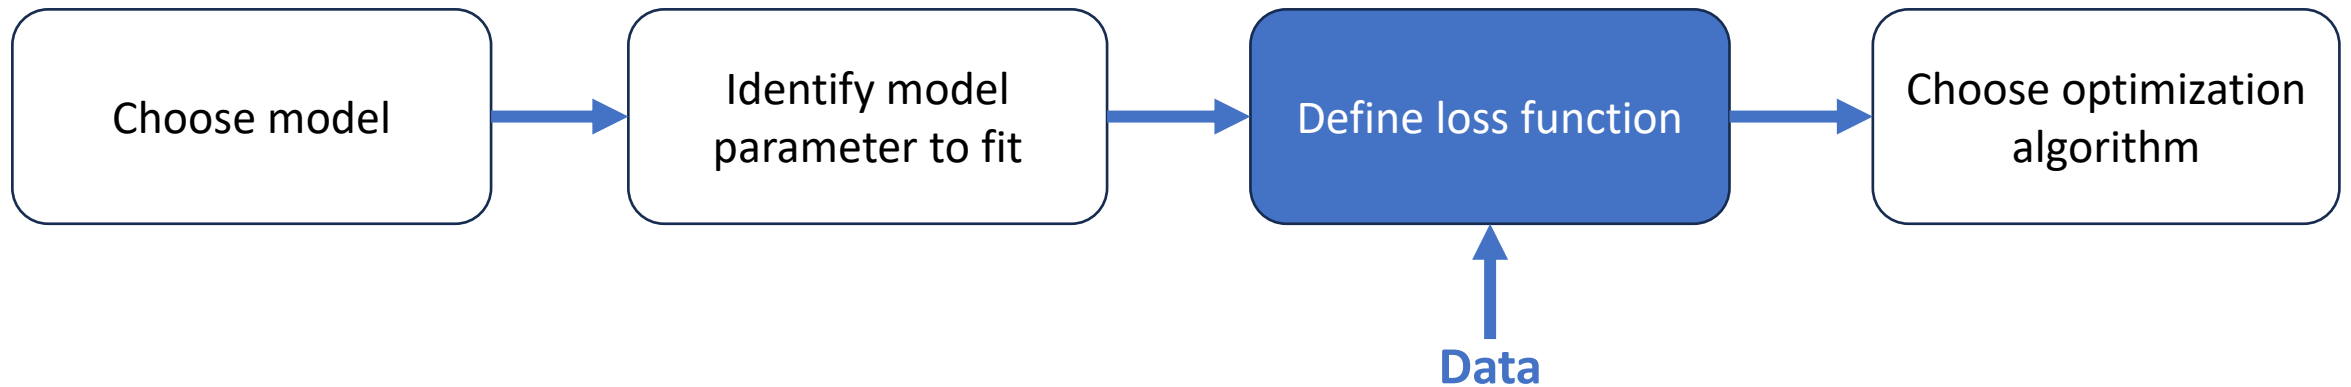 Choose model
Identify model
parameter to fit
Define loss function
Choose optimization
algorithm
Data